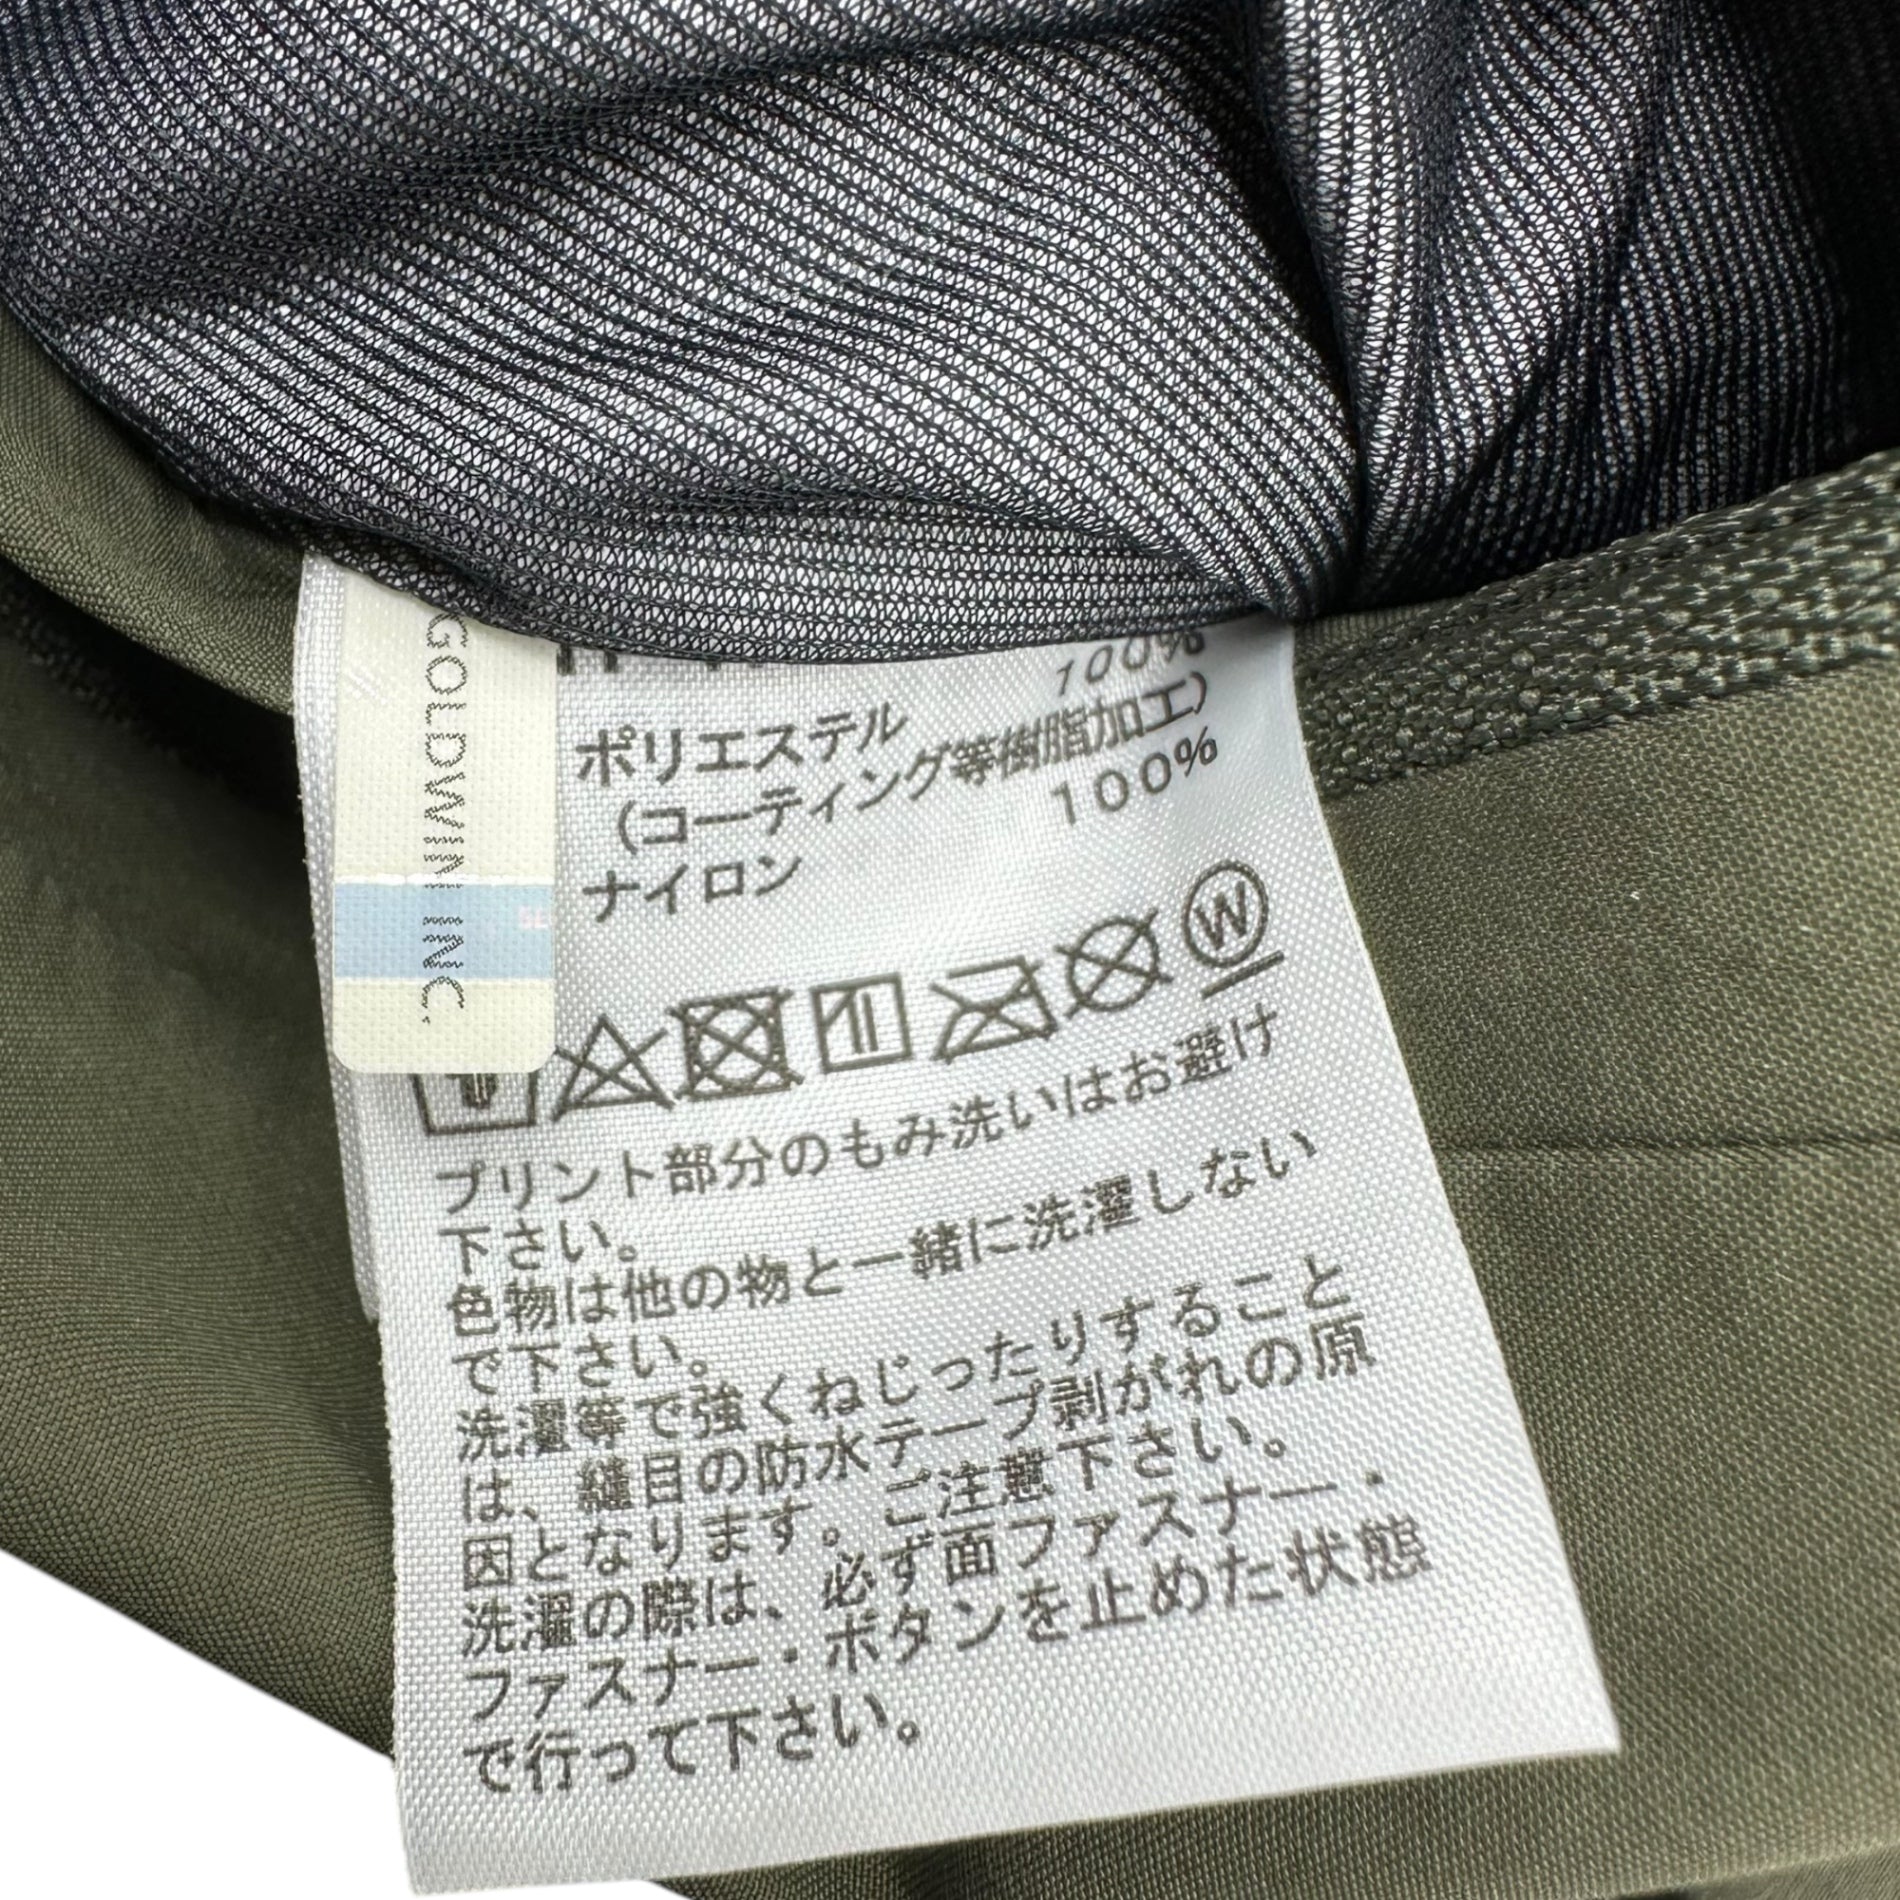 GOLDWIN INC.
SE
100%
ポリエステル
(コーティング等樹脂加工)
100%
ナイロン
W
プリント部分のもみ洗いはお避け
下さい。
色物は他の物と一緒に洗濯しない
で下さい。
洗濯等で強くねじったりすること
は、縫目の防水テープ剥がれの原
因となります。ご注意下さい。
洗濯の際は、必ず面ファスナー・
ファスナー・ボタンを止めた状態
で行って下さい。